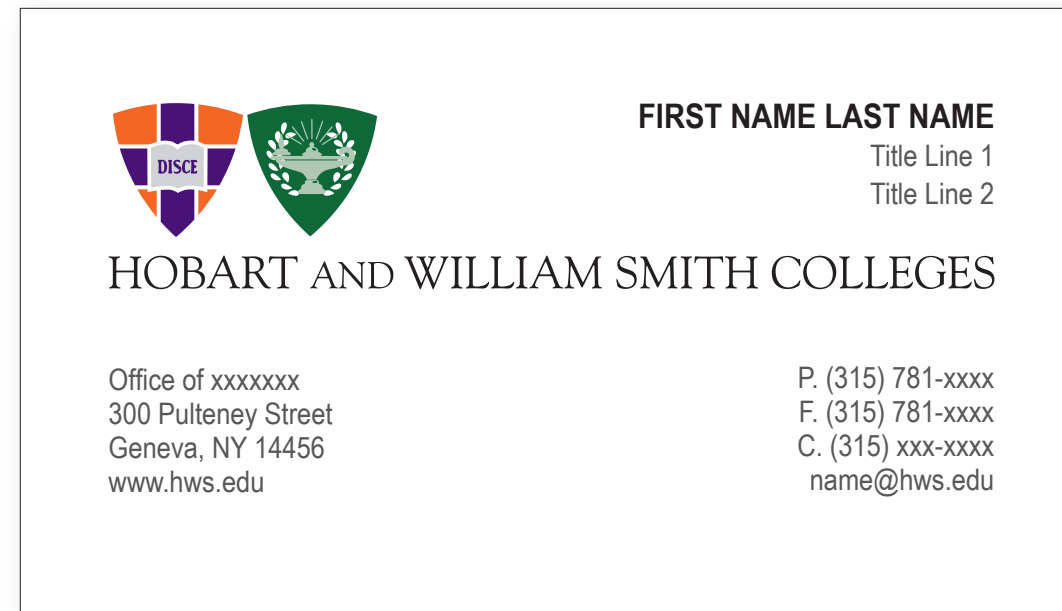 DISCE
FIRST NAME LAST NAME
Title Line 1
Title Line 2
HOBART AND WILLIAM SMITH COLLEGES
Office of xxxxxxx
300 Pulteney Street
Geneva, NY 14456
www.hws.edu
P. (315) 781-xxxx
F. (315) 781-xxxx
C. (315) xxx-xxxx
name@hws.edu